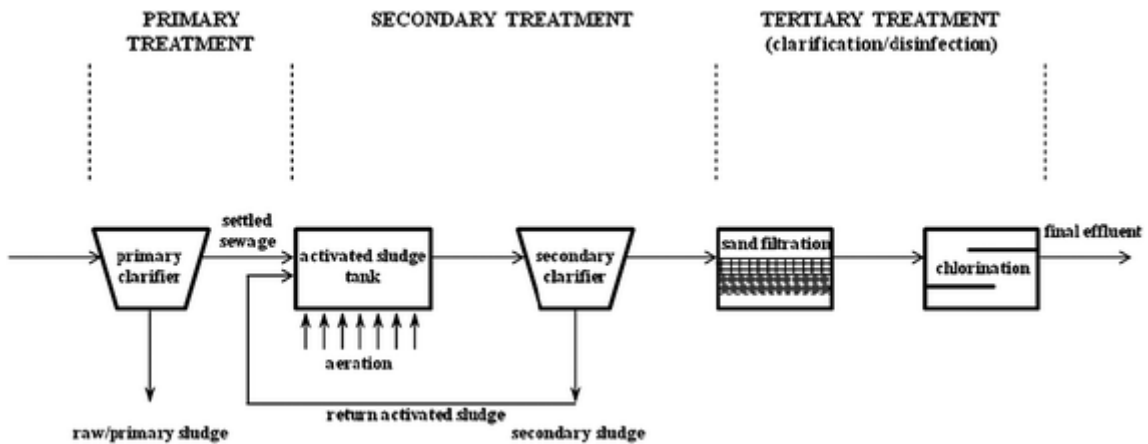 PRIMARY
TREATMENT
SECONDARY TREATMENT
TERTIARY TREATMENT
(clarification/disinfection)
primary
clarifier
settled
sewage
activated sludge
tank
aeration
secondary
clarifier
sand filtration
chlorination
final effluent
return activated sludge
raw/primary sludge
secondary sludge